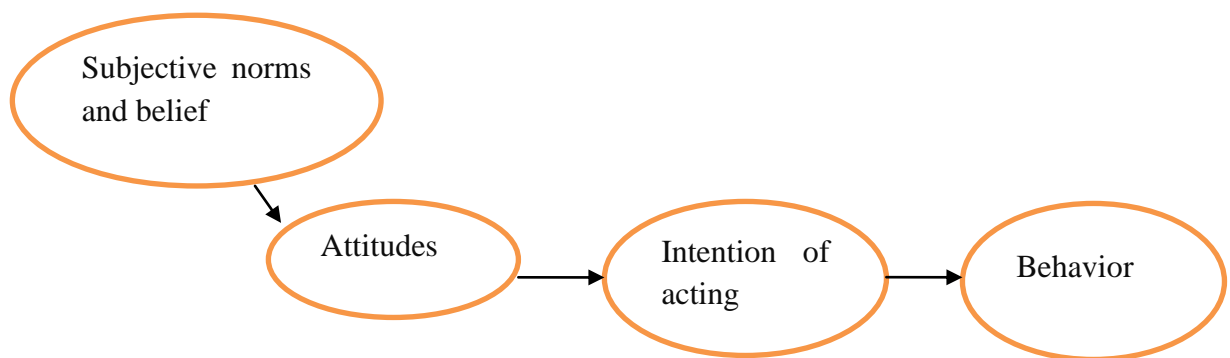 Subjective norms
and belief
Attitudes
Intention of
acting
Behavior